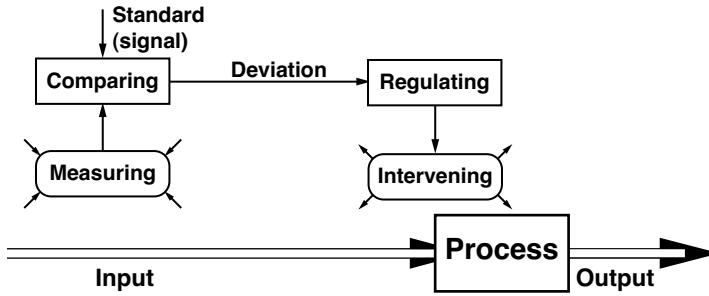 Standard
(signal)
Comparing
Deviation
Regulating
Measuring
Intervening
Process
Input
Output